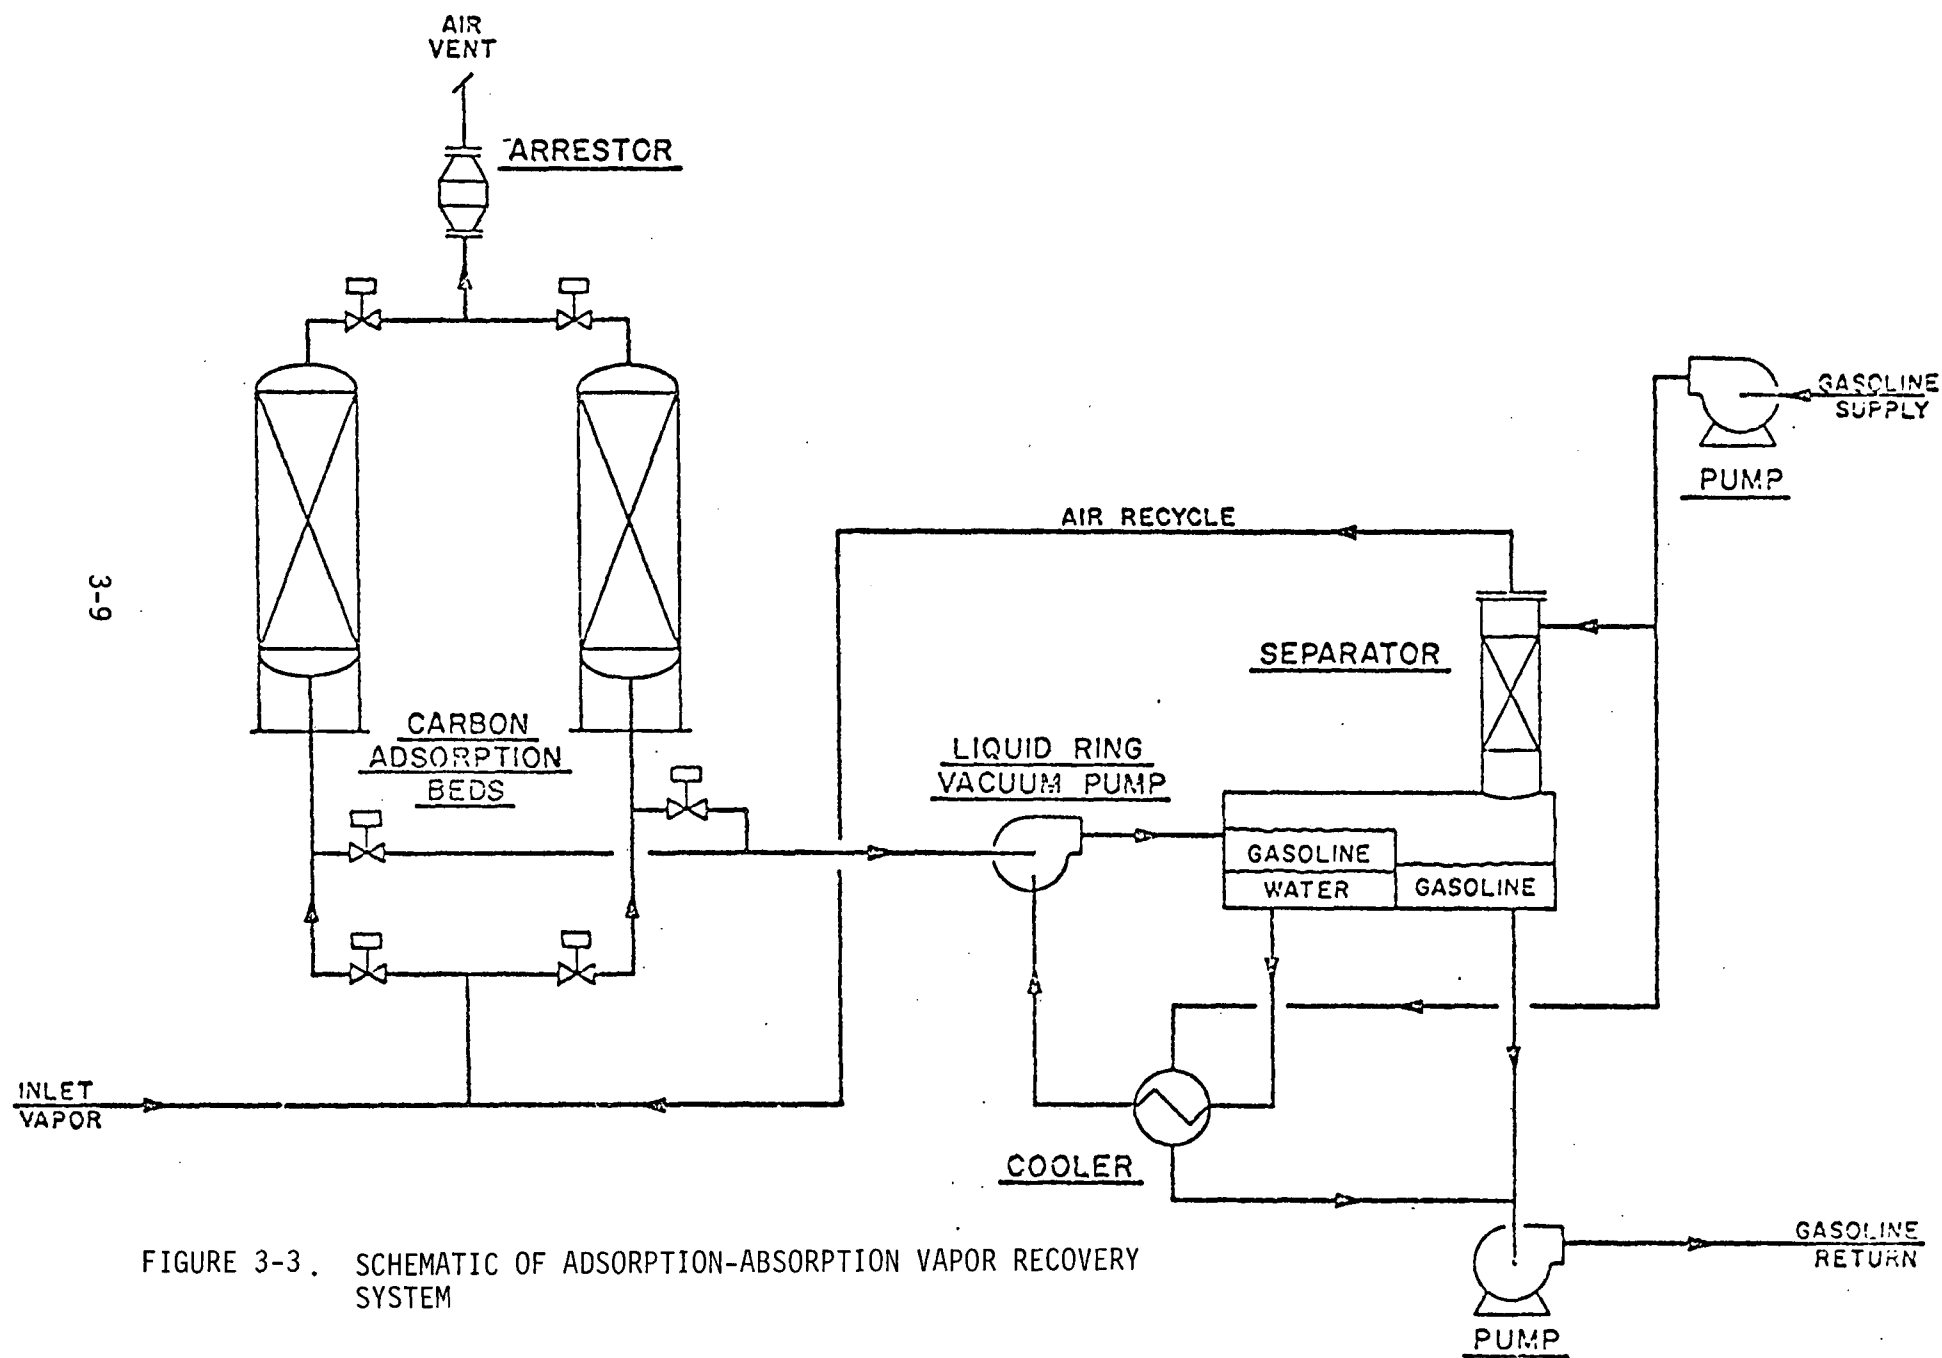 AIR
VENT
ARRESTOR
GASOLINE
SUPPLY
PUMP
AIR RECYCLE
3-9
SEPARATOR
CARBON
ADSORPTION
BEDS
LIQUID RING
VACUUM PUMP
GASOLINE
WATER
GASOLINE
INLET
VAPOR
COOLER
GASOLINE
RETURN
PUMP
FIGURE 3-3. SCHEMATIC OF ADSORPTION-ABSORPTION VAPOR RECOVERY
SYSTEM